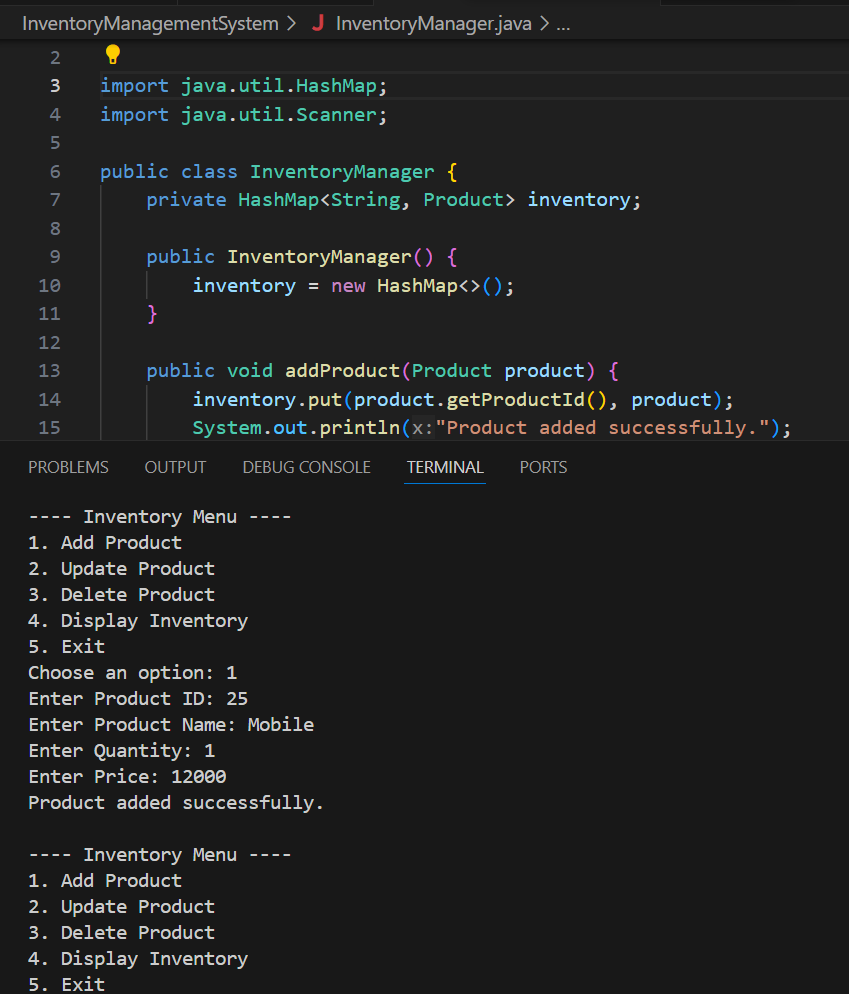 InventoryManagementSystem > J InventoryManager.java > ...
2
3 import java.util.HashMap;
4 import java.util.Scanner;
5
6 public class InventoryManager {
7 private HashMap<String, Product> inventory;
8
9 public InventoryManager() {
10 inventory = new HashMap<>();
11 }
12
13 public void addProduct(Product product) {
14 inventory.put(product.getProductId(), product);
15 System.out.println(x:"Product added successfully.");
PROBLEMS OUTPUT DEBUG CONSOLE TERMINAL PORTS
---- Inventory Menu ----
1. Add Product
2. Update Product
3. Delete Product
4. Display Inventory
5. Exit
Choose an option: 1
Enter Product ID: 25
Enter Product Name: Mobile
Enter Quantity: 1
Enter Price: 12000
Product added successfully.
---- Inventory Menu ----
1. Add Product
2. Update Product
3. Delete Product
4. Display Inventory
5. Exit